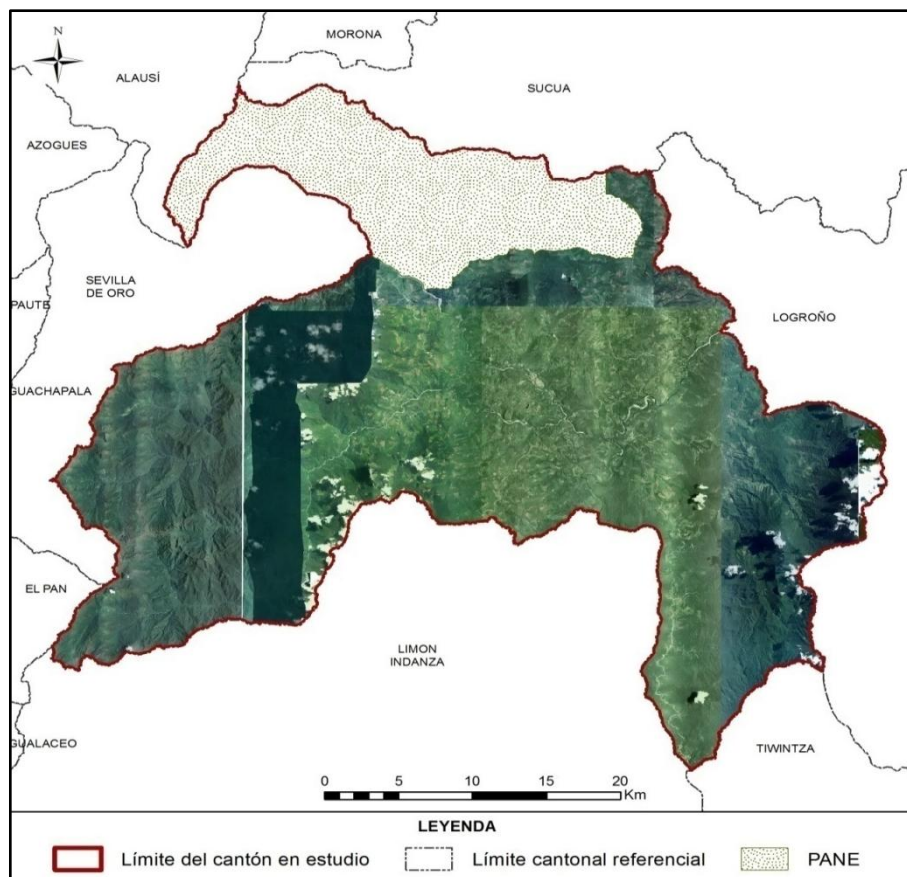 N
MORONA
ALAUSÍ
SUCUA
AZOGUES
SEVILLA
DE ORO
PAUTE
LOGROÑO
GUACHAPALA
EL PAN
LIMON
INDANZA
GUALACEO
TIWINTZA
0 5 10 15 20
Km
LEYENDA
Límite del cantón en estudio
Límite cantonal referencial
PANE